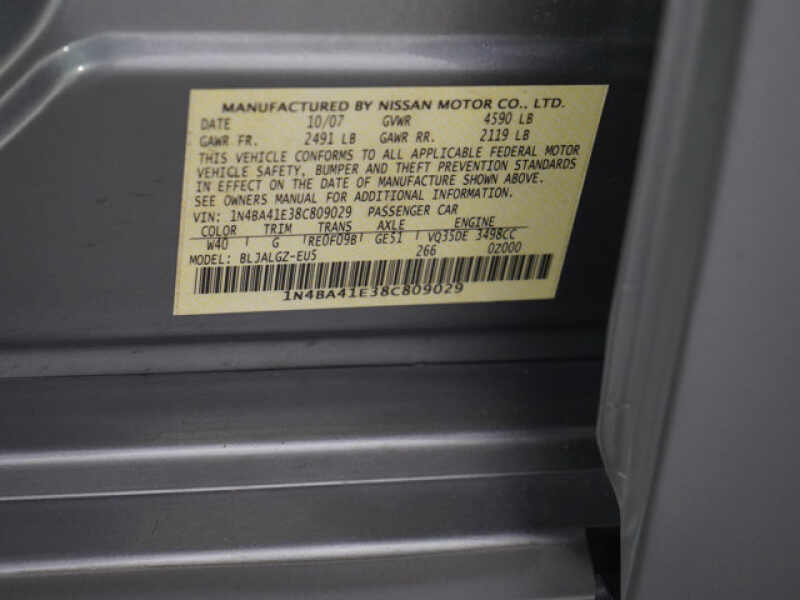 MANUFACTURED BY NISSAN MOTOR CO., LTD.
DATE 10/07 GVWR 4590 LB
GAWR FR. 2491 LB GAWR RR. 2119 LB
THIS VEHICLE CONFORMS TO ALL APPLICABLE FEDERAL MOTOR
VEHICLE SAFETY, BUMPER AND THEFT PREVENTION STANDARDS
IN EFFECT ON THE DATE OF MANUFACTURE SHOWN ABOVE.
SEE OWNERS MANUAL FOR ADDITIONAL INFORMATION.
VIN: 1N4BA41E38C809029 PASSENGER CAR
COLOR TRIM TRANS AXLE ENGINE
W40 G RE0F09B GE51 VQ35DE 3498CC
MODEL: BLJALGZ-EU5 266 0Z000
1N4BA41E38C809029